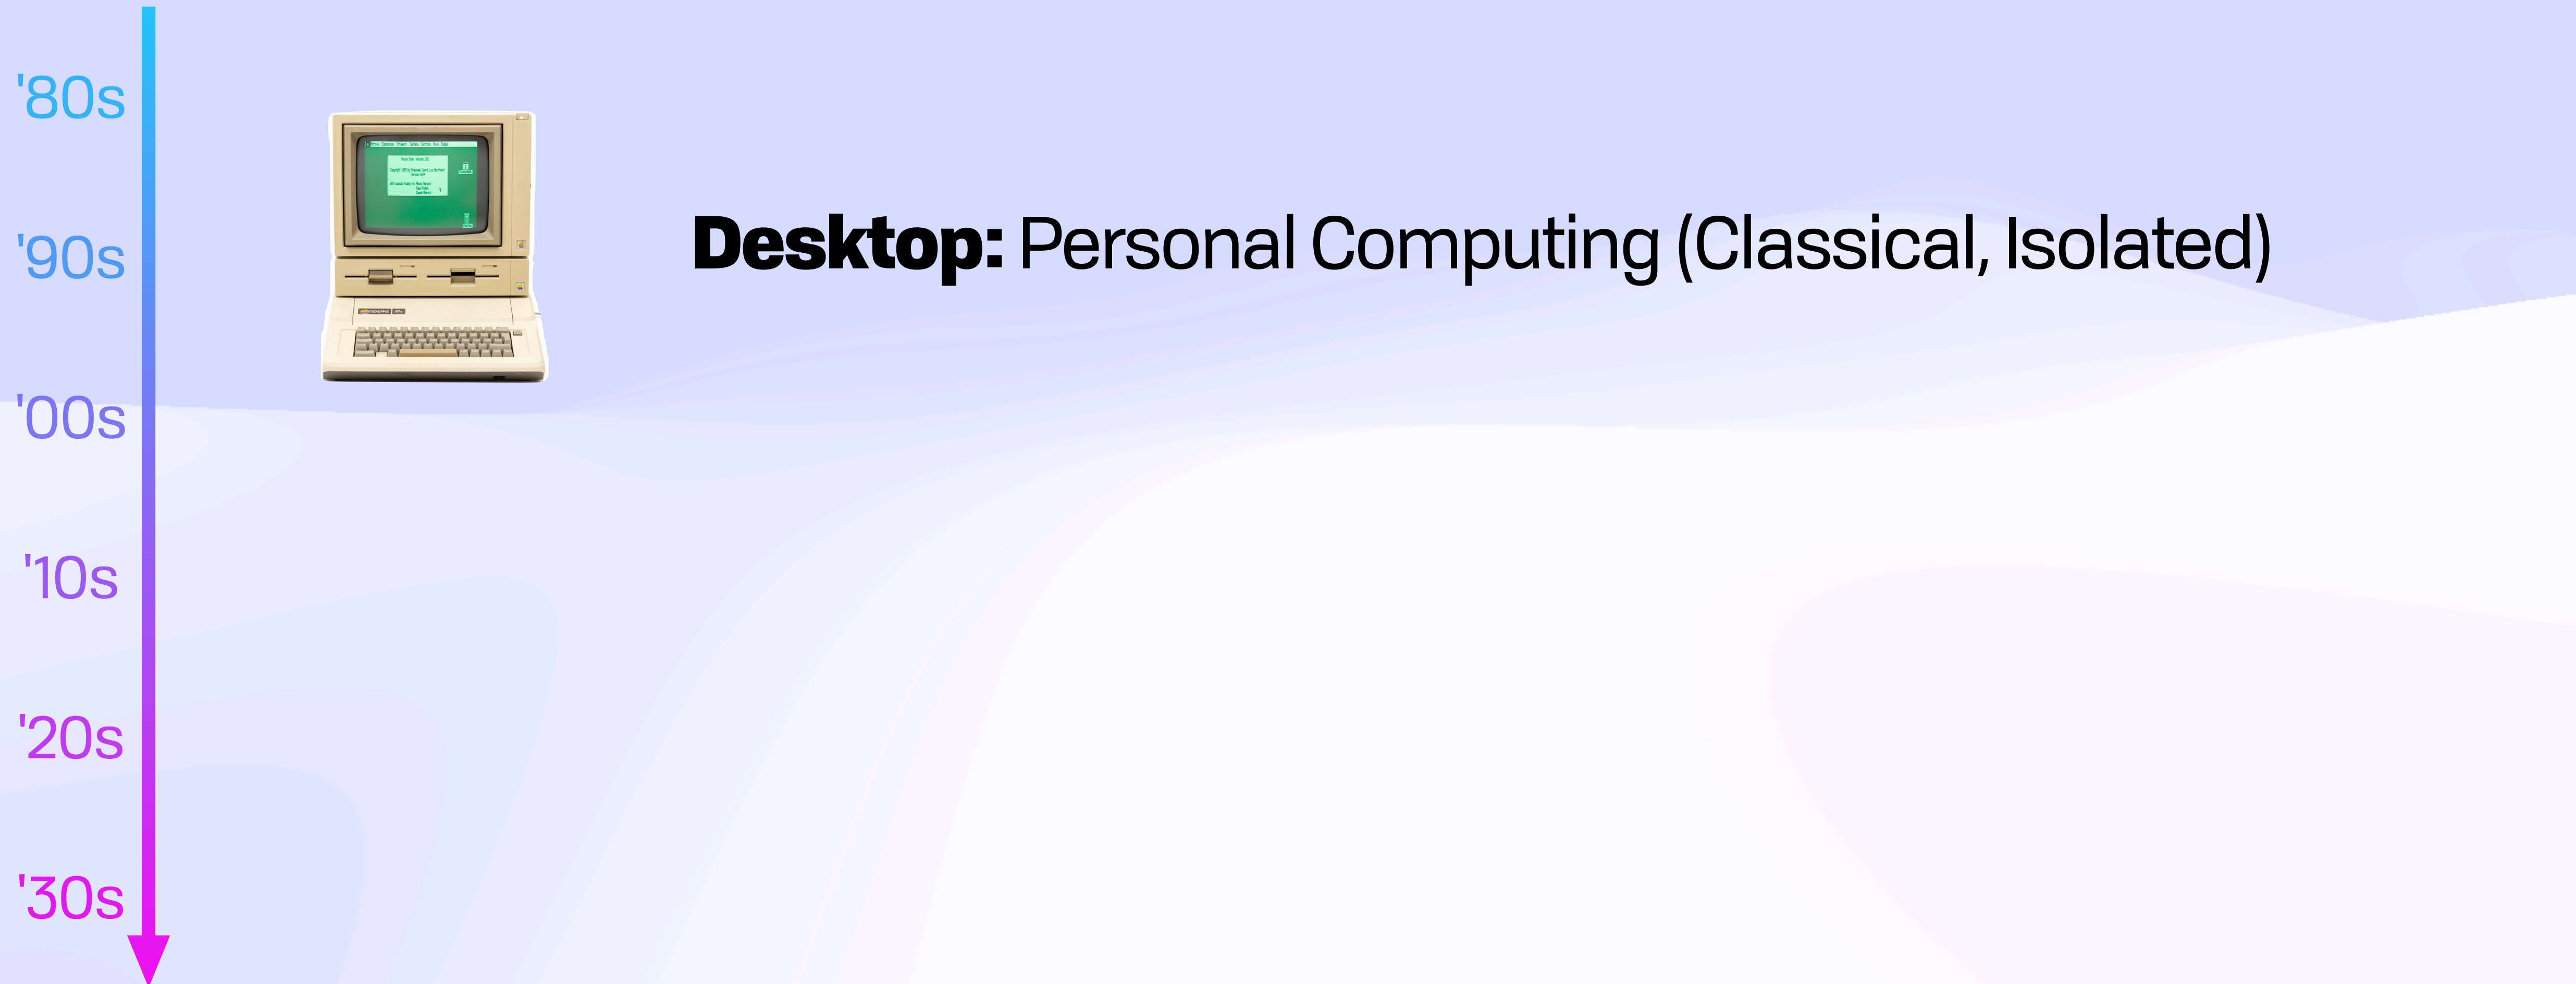 '80s
'90s
Desktop: Personal Computing (Classical, Isolated)
'00s
'10s
'20s
'30s